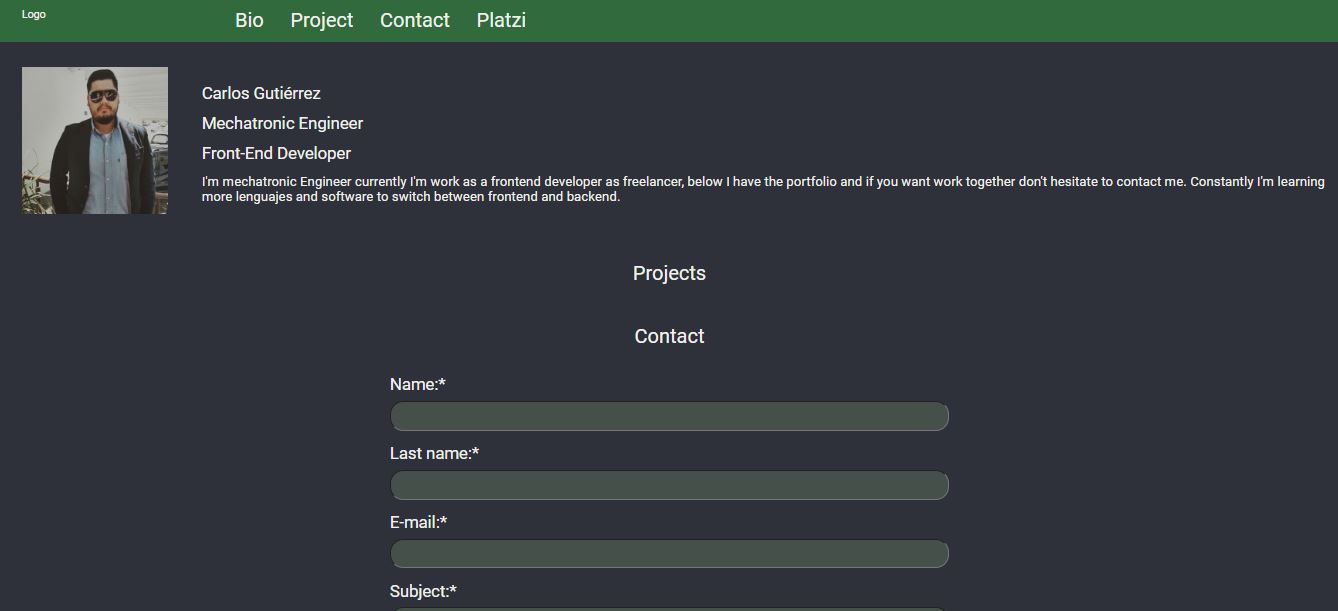 Logo
Bio Project Contact Platzi
Carlos Gutiérrez
Mechatronic Engineer
Front-End Developer
I'm mechatronic Engineer currently I'm work as a frontend developer as freelancer, below I have the portfolio and if you want work together don't hesitate to contact me. Constantly I'm learning
more lenguajes and software to switch between frontend and backend.
Projects
Contact
Name:*
Last name:*
E-mail:*
Subject:*